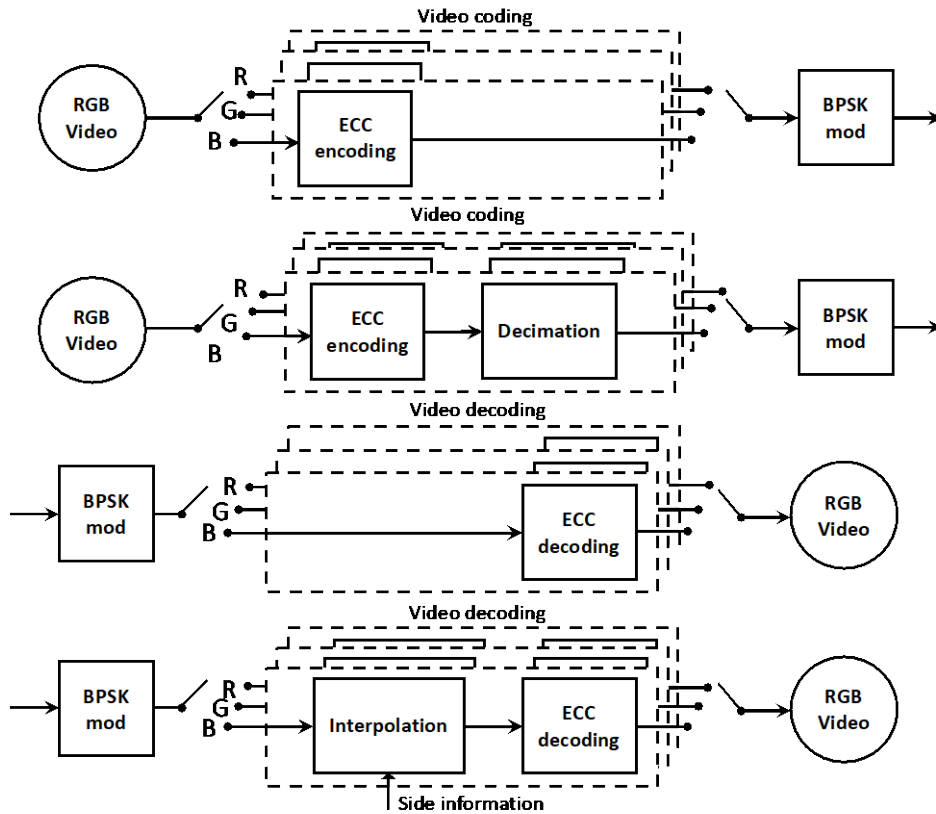 Video coding
RGB
Video
R
G
B
ECC
encoding
BPSK
mod
Video coding
RGB
Video
R
G
B
ECC
encoding
Decimation
BPSK
mod
Video decoding
BPSK
mod
R
G
B
ECC
decoding
RGB
Video
Video decoding
BPSK
mod
R
G
B
Interpolation
ECC
decoding
RGB
Video
Side information